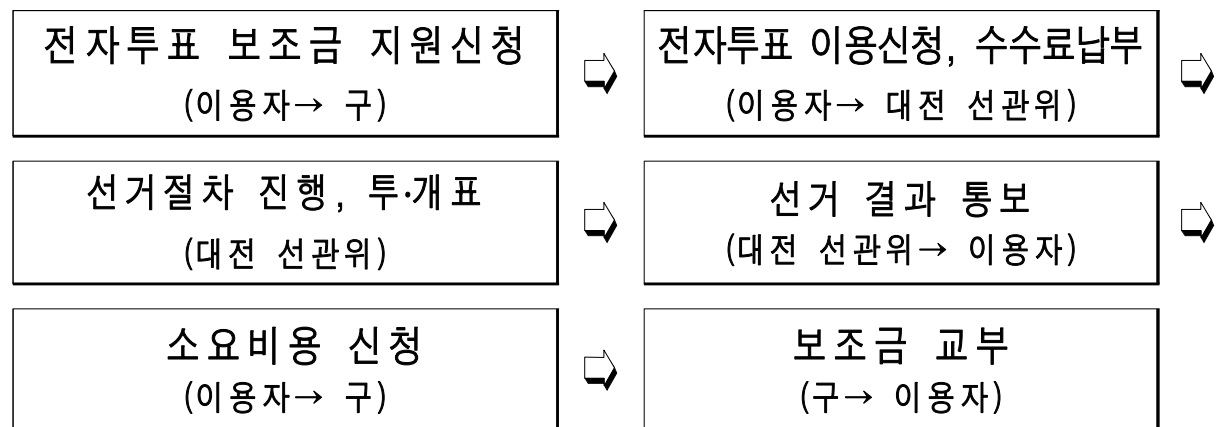 전자투표 보조금 지원신청
(이용자→ 구)
전자투표 이용신청, 수수료납부
(이용자→ 대전 선관위)
선거절차 진행, 투·개표
(대전 선관위)
선거 결과 통보
(대전 선관위→ 이용자)
소요비용 신청
(이용자→ 구)
보조금 교부
(구→ 이용자)